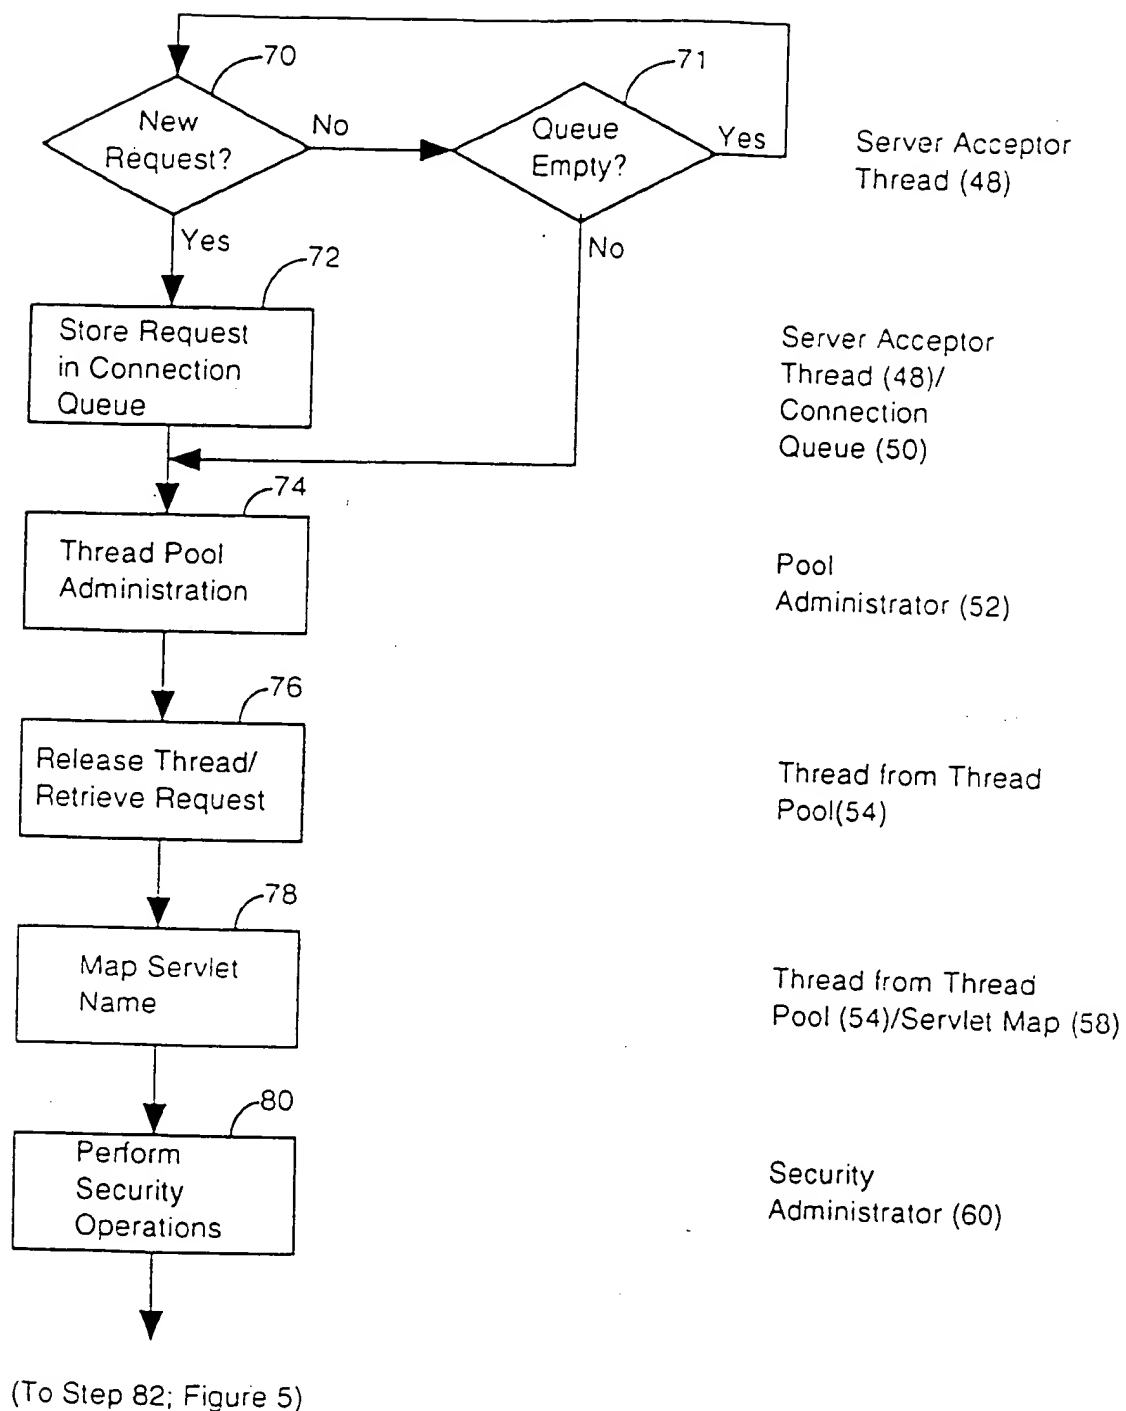 70
New
Request?
No
71
Queue
Empty?
Yes
Server Acceptor
Thread (48)
Yes
No
72
Store Request
in Connection
Queue
Server Acceptor
Thread (48)/
Connection
Queue (50)
74
Thread Pool
Administration
Pool
Administrator (52)
76
Release Thread/
Retrieve Request
Thread from Thread
Pool(54)
78
Map Servlet
Name
Thread from Thread
Pool (54)/Servlet Map (58)
80
Perform
Security
Operations
Security
Administrator (60)
(To Step 82; Figure 5)